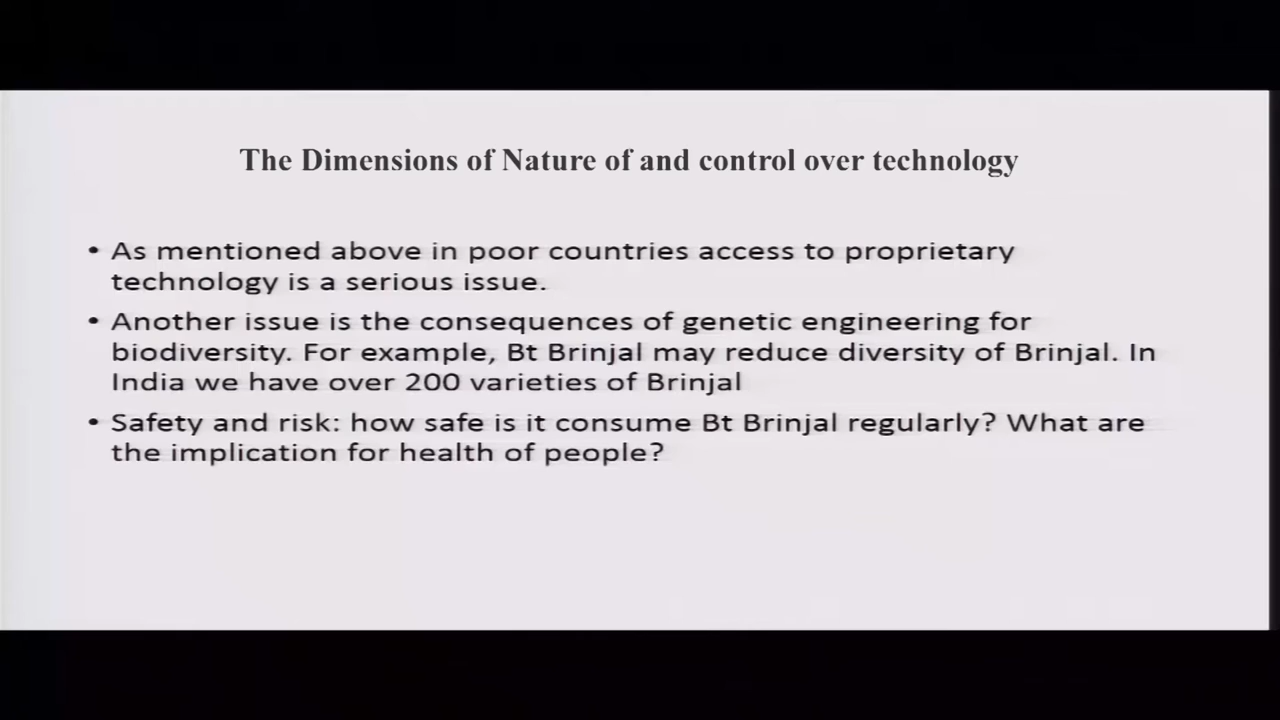 The Dimensions of Nature of and control over technology
• As mentioned above in poor countries access to proprietary
technology is a serious issue.
• Another issue is the consequences of genetic engineering for
biodiversity. For example, Bt Brinjal may reduce diversity of Brinjal. In
India we have over 200 varieties of Brinjal
• Safety and risk: how safe is it consume Bt Brinjal regularly? What are
the implication for health of people?